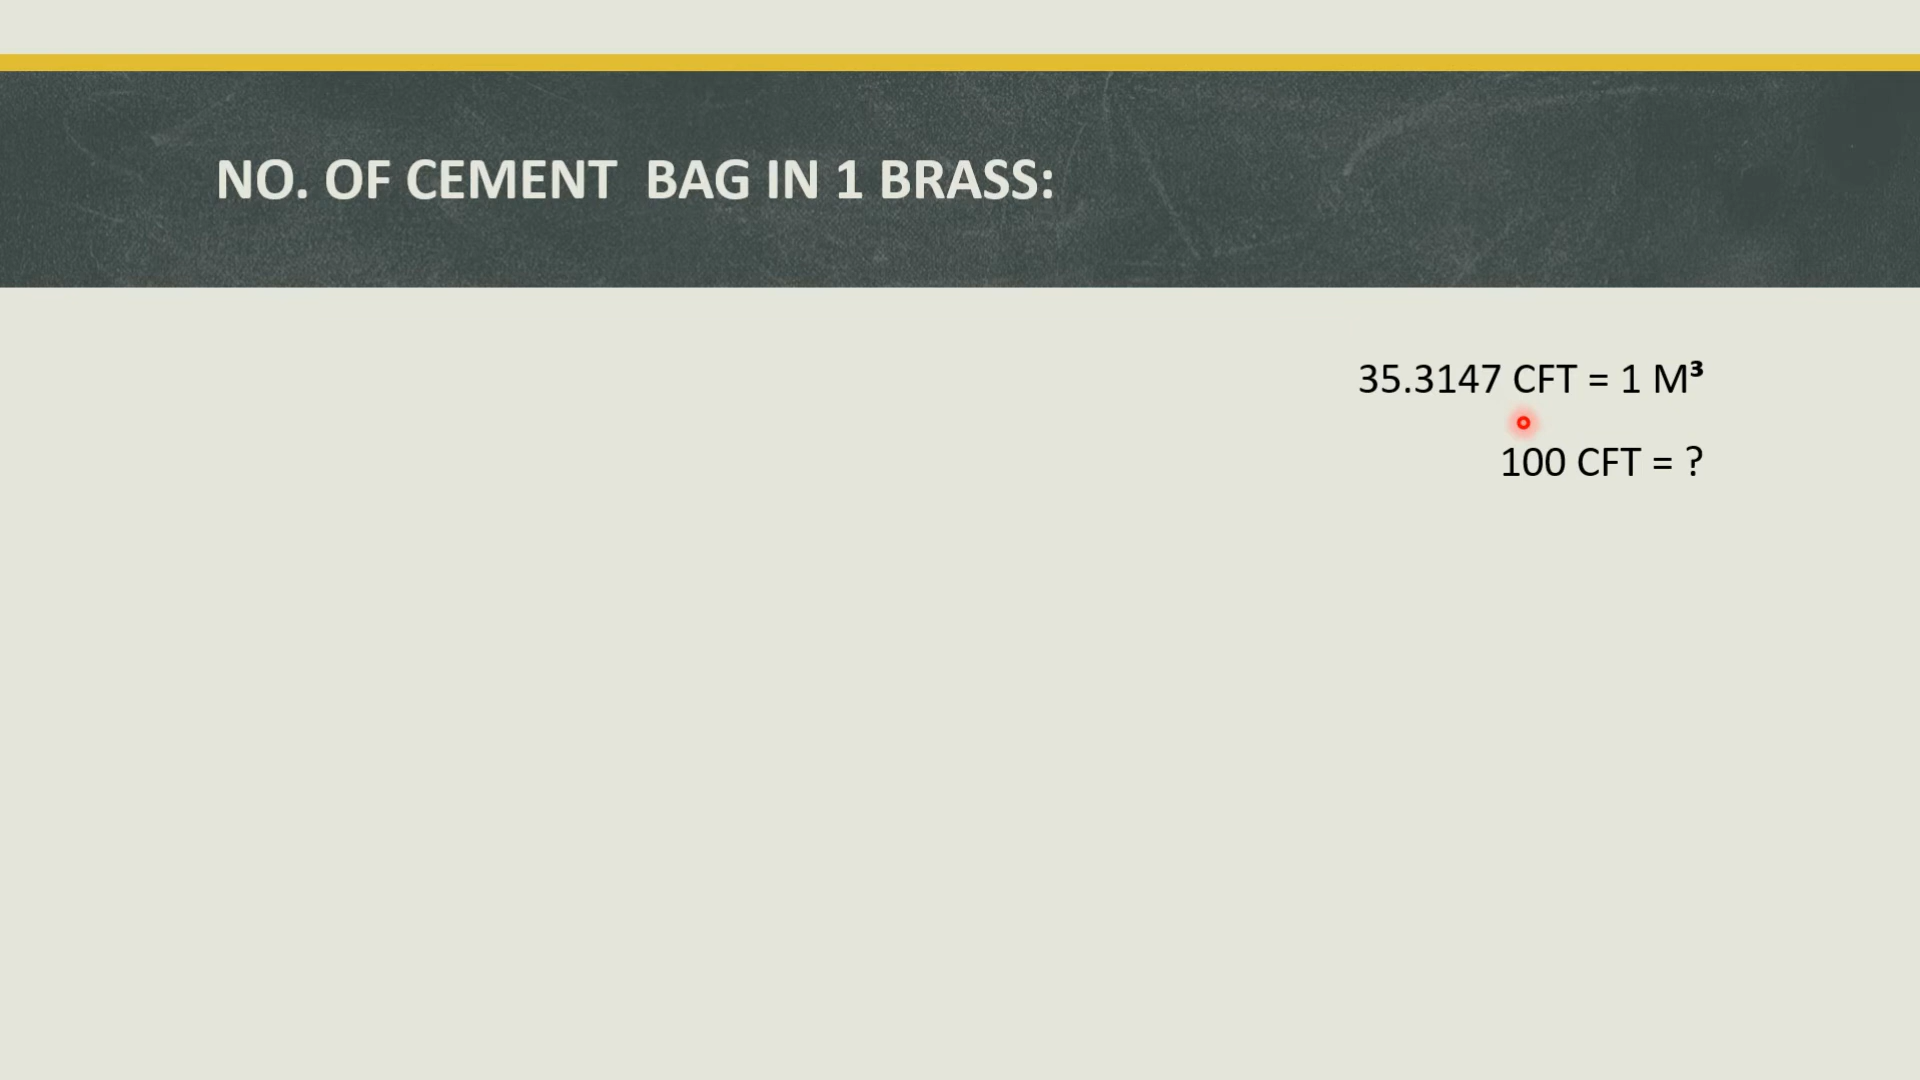 NO. OF CEMENT  BAG IN 1 BRASS:
35.3147 CFT = 1 M³
100 CFT = ?